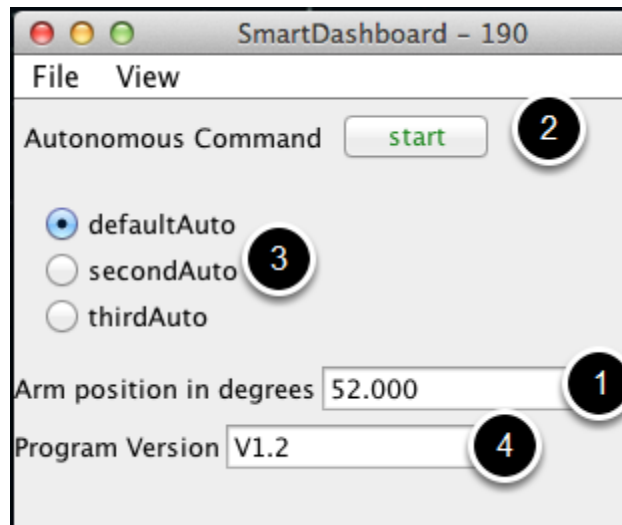 SmartDashboard – 190
File View
Autonomous Command start 2
defaultAuto
secondAuto 3
thirdAuto
Arm position in degrees 52.000 1
Program Version V1.2 4